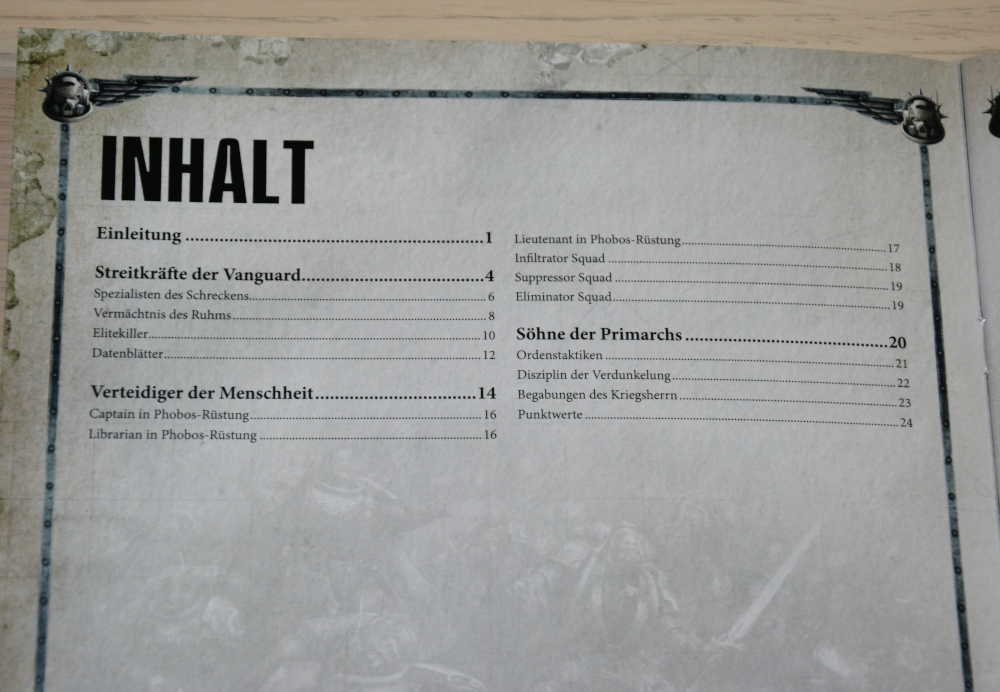 INHALT
Einleitung ........ 1
Streitkräfte der Vanguard........ 4
Spezialisten des Schreckens........ 6
Vermächtnis des Ruhms........ 8
Elitekiller........ 10
Datenblätter........ 12
Verteidiger der Menschheit........ 14
Captain in Phobos-Rüstung........ 16
Librarian in Phobos-Rüstung........ 16
Lieutenant in Phobos-Rüstung........ 17
Infiltrator Squad........ 18
Suppressor Squad........ 19
Eliminator Squad........ 19
Söhne der Primarchs........ 20
Ordenstaktiken........ 21
Disziplin der Verdunkelung........ 22
Begabungen des Kriegsherrn........ 23
Punktwerte........ 24